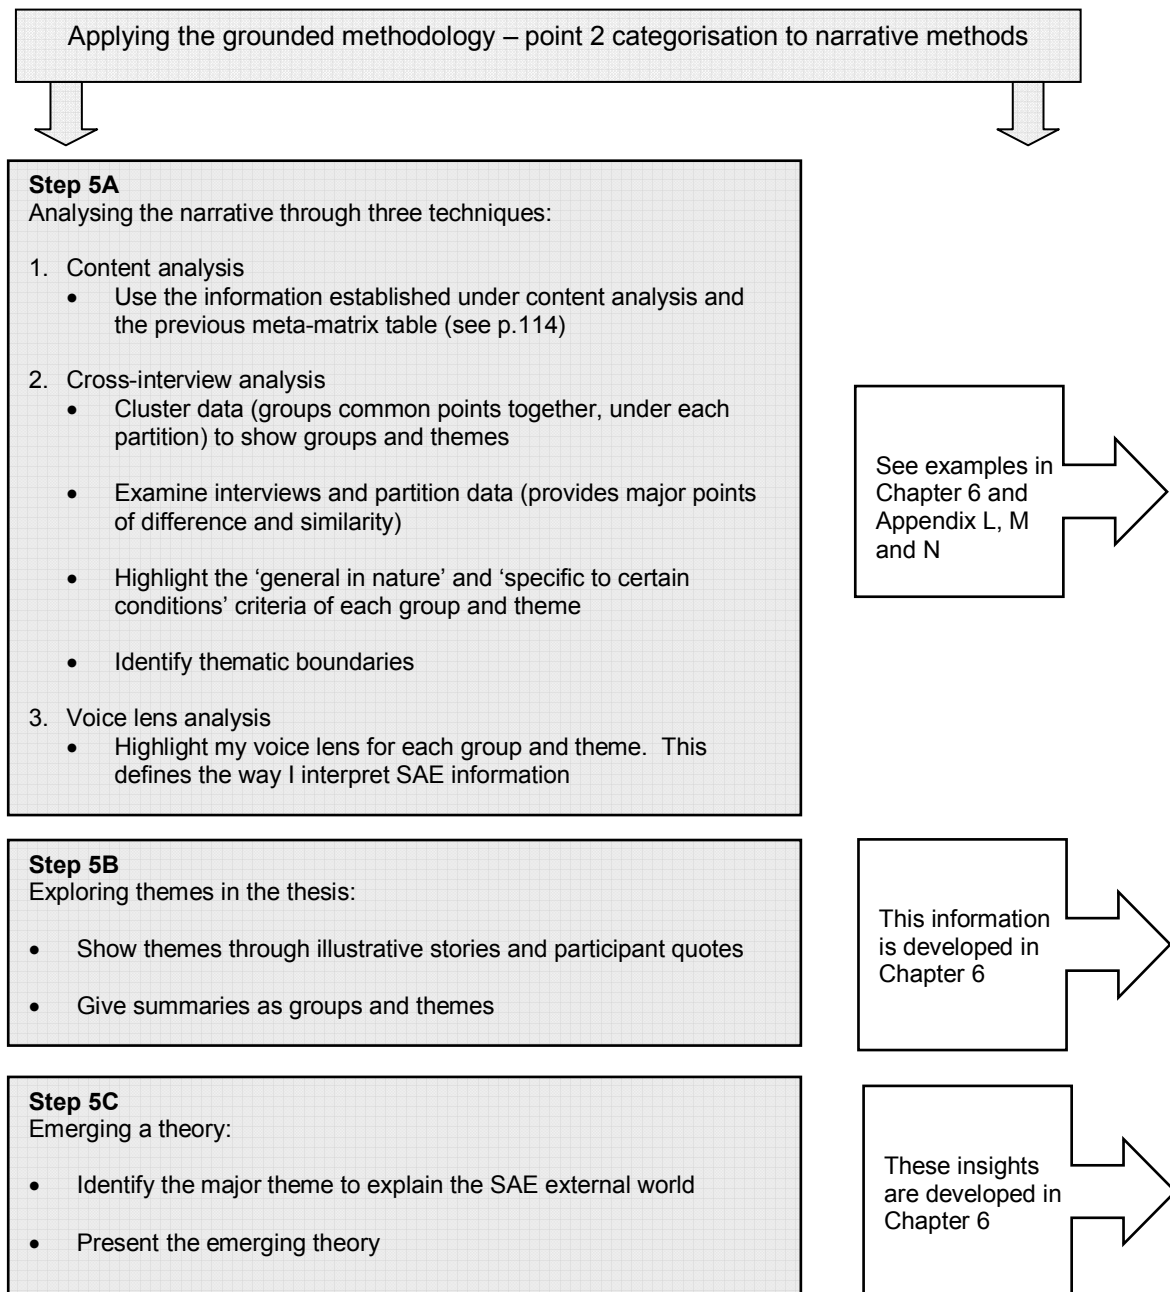 Applying the grounded methodology – point 2 categorisation to narrative methods
Step 5A
Analysing the narrative through three techniques:
1. Content analysis
• Use the information established under content analysis and
the previous meta-matrix table (see p.114)
2. Cross-interview analysis
• Cluster data (groups common points together, under each
partition) to show groups and themes
• Examine interviews and partition data (provides major points
of difference and similarity)
• Highlight the ‘general in nature’ and ‘specific to certain
conditions’ criteria of each group and theme
• Identify thematic boundaries
3. Voice lens analysis
• Highlight my voice lens for each group and theme. This
defines the way I interpret SAE information
See examples in
Chapter 6 and
Appendix L, M
and N
Step 5B
Exploring themes in the thesis:
• Show themes through illustrative stories and participant quotes
• Give summaries as groups and themes
This information
is developed in
Chapter 6
Step 5C
Emerging a theory:
• Identify the major theme to explain the SAE external world
• Present the emerging theory
These insights
are developed in
Chapter 6